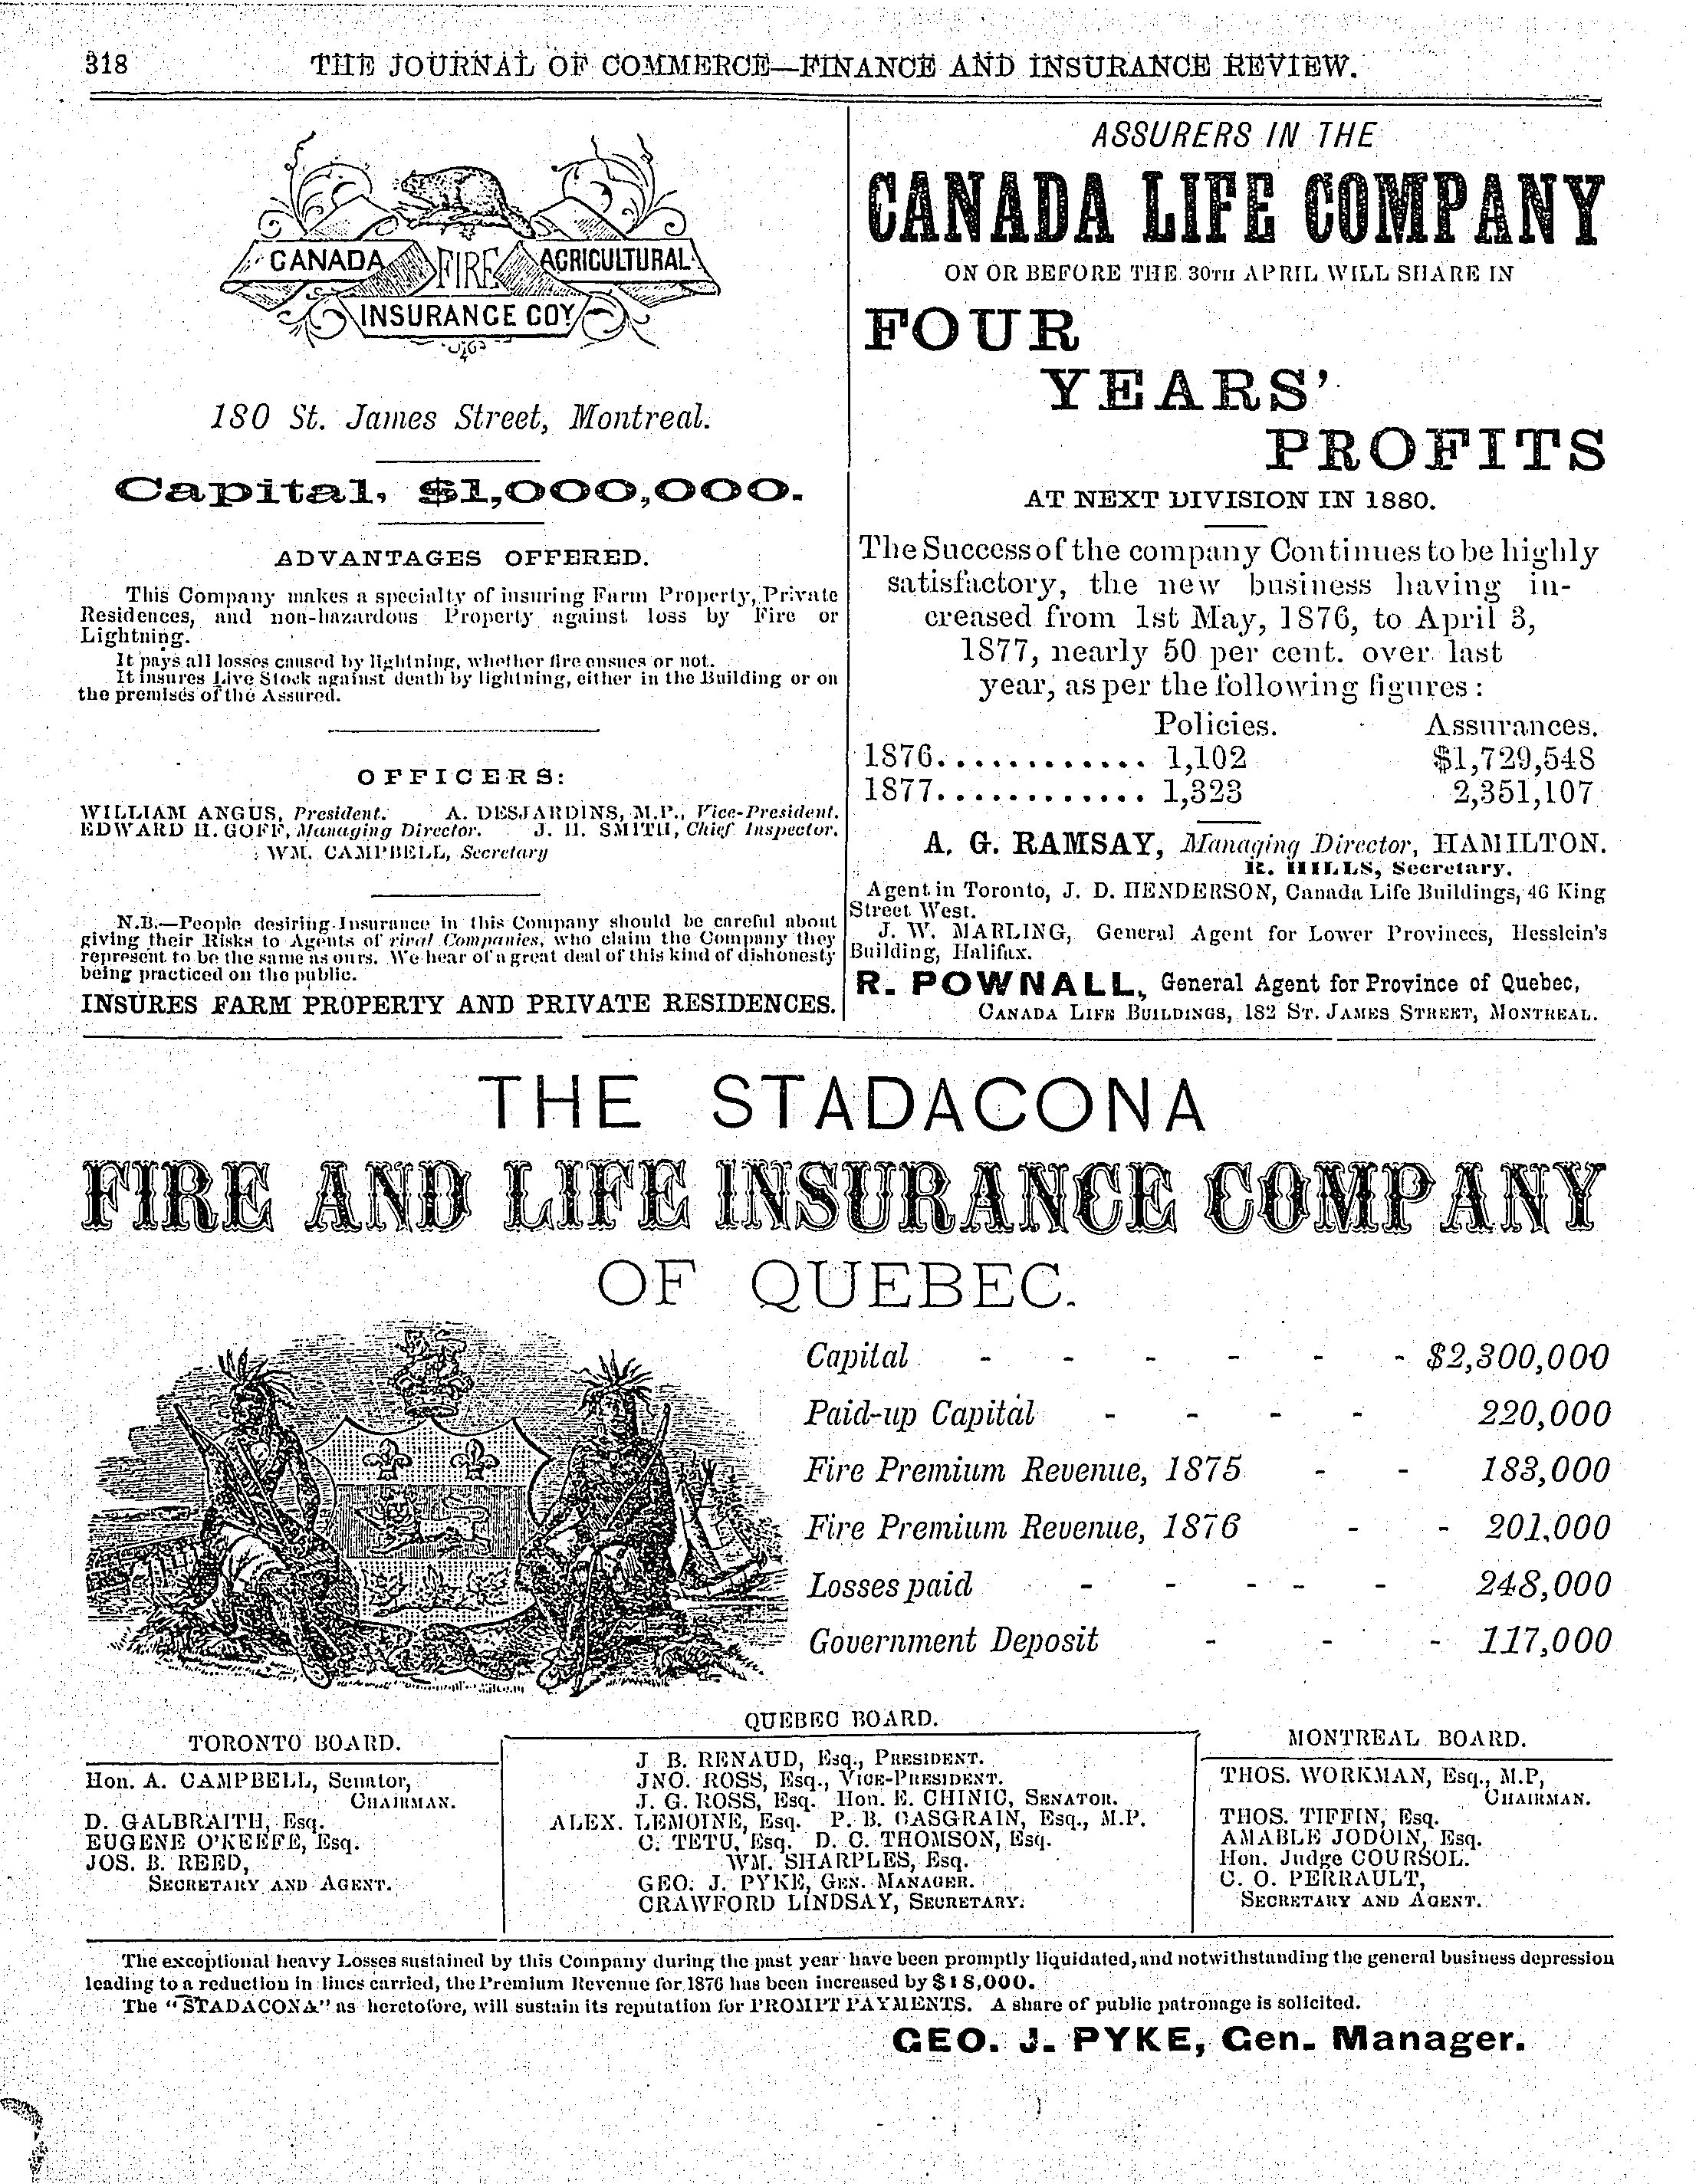 318 THE JOURNAL OF COMMERCE—FINANCE AND INSURANCE REVIEW.
CANADA FIRE AGRICULTURAL
INSURANCE COY
180 St. James Street, Montreal.
Capital, $1,000,000.
ADVANTAGES OFFERED.
This Company makes a specialty of insuring Farm Property, Private
Residences, and non-hazardous Property against loss by Fire or
Lightning.
It pays all losses caused by lightning, whether fire ensues or not.
It insures Live Stock against death by lightning, either in the Building or on
the premises of the Assured.
OFFICERS:
WILLIAM ANGUS, President. A. DESJARDINS, M.P., Vice-President.
EDWARD H. GOFF, Managing Director. J. H. SMITH, Chief Inspector.
WM. CAMPBELL, Secretary
N.B.—People desiring Insurance in this Company should be careful about
giving their Risks to Agents of rival Companies, who claim the Company they
represent to be the same as ours. We hear of a great deal of this kind of dishonesty
being practiced on the public.
INSURES FARM PROPERTY AND PRIVATE RESIDENCES.
ASSURERS IN THE
CANADA LIFE COMPANY
ON OR BEFORE THE 30TH APRIL WILL SHARE IN
FOUR
YEARS'
PROFITS
AT NEXT DIVISION IN 1880.
The Success of the company Continues to be highly
satisfactory, the new business having in-
creased from 1st May, 1876, to April 3,
1877, nearly 50 per cent. over last
year, as per the following figures:
Policies. Assurances.
1876............ 1,102 $1,729,548
1877............ 1,323 2,351,107
A. G. RAMSAY, Managing Director, HAMILTON.
R. HILLS, Secretary.
Agent in Toronto, J. D. HENDERSON, Canada Life Buildings, 46 King
Street West.
J. W. MARLING, General Agent for Lower Provinces, Hesslein's
Building, Halifax.
R. POWNALL, General Agent for Province of Quebec,
CANADA LIFE BUILDINGS, 182 ST. JAMES STREET, MONTREAL.
THE STADACONA
FIRE AND LIFE INSURANCE COMPANY
OF QUEBEC.
Capital - - - - - - $2,300,000
Paid-up Capital - - - - - 220,000
Fire Premium Revenue, 1875 - - 183,000
Fire Premium Revenue, 1876 - - 201,000
Losses paid - - - - - 248,000
Government Deposit - - - 117,000
TORONTO BOARD.
Hon. A. CAMPBELL, Senator,
CHAIRMAN.
D. GALBRAITH, Esq.
EUGENE O'KEEFE, Esq.
JOS. B. REED,
SECRETARY AND AGENT.
QUEBEC BOARD.
J. B. RENAUD, Esq., PRESIDENT.
JNO. ROSS, Esq., VICE-PRESIDENT.
J. G. ROSS, Esq. Hon. E. CHINIC, SENATOR.
ALEX. LEMOINE, Esq. P. B. CASGRAIN, Esq., M.P.
C. TETU, Esq. D. C. THOMSON, Esq.
WM. SHARPLES, Esq.
GEO. J. PYKE, GEN. MANAGER.
CRAWFORD LINDSAY, SECRETARY.
MONTREAL BOARD.
THOS. WORKMAN, Esq., M.P,
CHAIRMAN.
THOS. TIFFIN, Esq.
AMABLE JODOIN, Esq.
Hon. Judge COURSOL.
C. O. PERRAULT,
SECRETARY AND AGENT.
The exceptional heavy Losses sustained by this Company during the past year have been promptly liquidated, and notwithstanding the general business depression
leading to a reduction in lines carried, the Premium Revenue for 1876 has been increased by $18,000.
The "STADACONA" as heretofore, will sustain its reputation for PROMPT PAYMENTS. A share of public patronage is solicited.
GEO. J. PYKE, Gen. Manager.